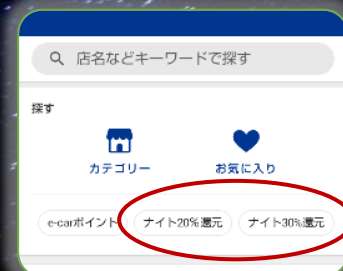 店名などキーワードで探す
探す
カテゴリー お気に入り
e-carポイント ナイト20%還元 ナイト30%還元